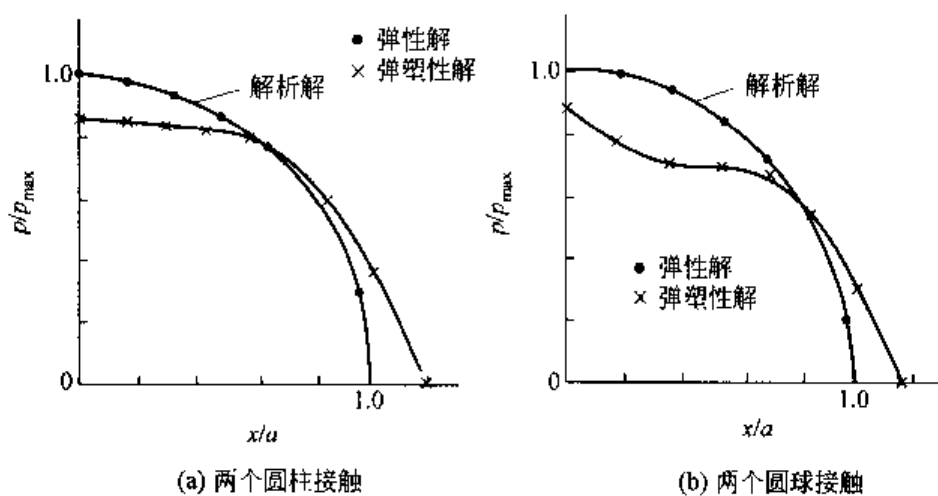 ● 弹性解
× 弹塑性解
1.0
解析解
p/p_max
0
1.0
x/a
(a) 两个圆柱接触
1.0
解析解
p/p_max
● 弹性解
× 弹塑性解
0
1.0
x/a
(b) 两个圆球接触